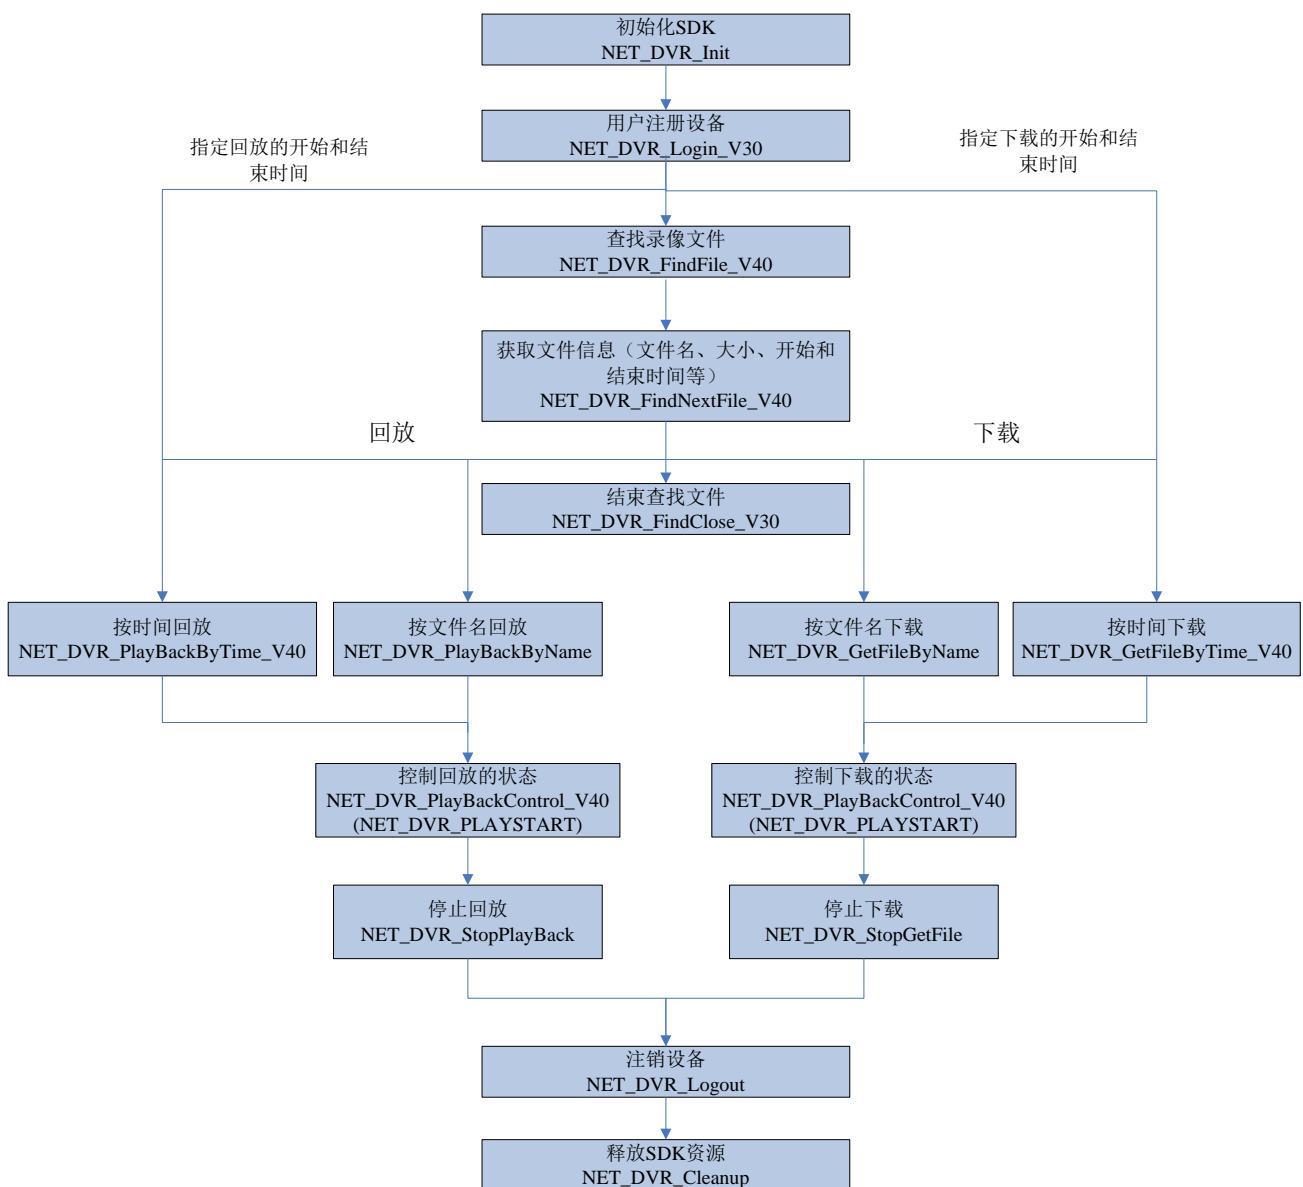 初始化SDK
NET_DVR_Init
用户注册设备
NET_DVR_Login_V30
指定回放的开始和结
束时间
指定下载的开始和结
束时间
查找录像文件
NET_DVR_FindFile_V40
获取文件信息（文件名、大小、开始和
结束时间等）
NET_DVR_FindNextFile_V40
回放
下载
结束查找文件
NET_DVR_FindClose_V30
按时间回放
NET_DVR_PlayBackByTime_V40
按文件名回放
NET_DVR_PlayBackByName
按文件名下载
NET_DVR_GetFileByName
按时间下载
NET_DVR_GetFileByTime_V40
控制回放的状态
NET_DVR_PlayBackControl_V40
(NET_DVR_PLAYSTART)
控制下载的状态
NET_DVR_PlayBackControl_V40
(NET_DVR_PLAYSTART)
停止回放
NET_DVR_StopPlayBack
停止下载
NET_DVR_StopGetFile
注销设备
NET_DVR_Logout
释放SDK资源
NET_DVR_Cleanup